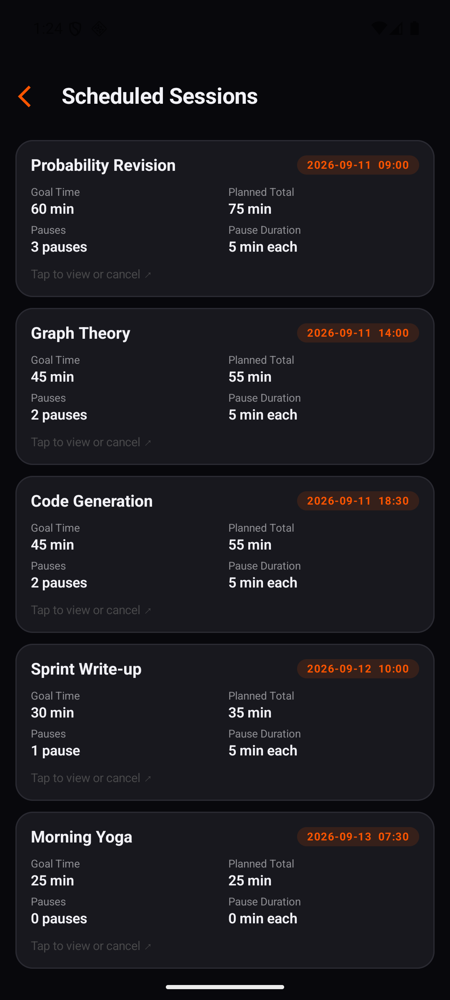 1:24
Scheduled Sessions
Probability Revision
2026-09-11 09:00
Goal Time
Planned Total
60 min
75 min
Pauses
Pause Duration
3 pauses
5 min each
Tap to view or cancel ↗
Graph Theory
2026-09-11 14:00
Goal Time
Planned Total
45 min
55 min
Pauses
Pause Duration
2 pauses
5 min each
Tap to view or cancel ↗
Code Generation
2026-09-11 18:30
Goal Time
Planned Total
45 min
55 min
Pauses
Pause Duration
2 pauses
5 min each
Tap to view or cancel ↗
Sprint Write-up
2026-09-12 10:00
Goal Time
Planned Total
30 min
35 min
Pauses
Pause Duration
1 pause
5 min each
Tap to view or cancel ↗
Morning Yoga
2026-09-13 07:30
Goal Time
Planned Total
25 min
25 min
Pauses
Pause Duration
0 pauses
0 min each
Tap to view or cancel ↗